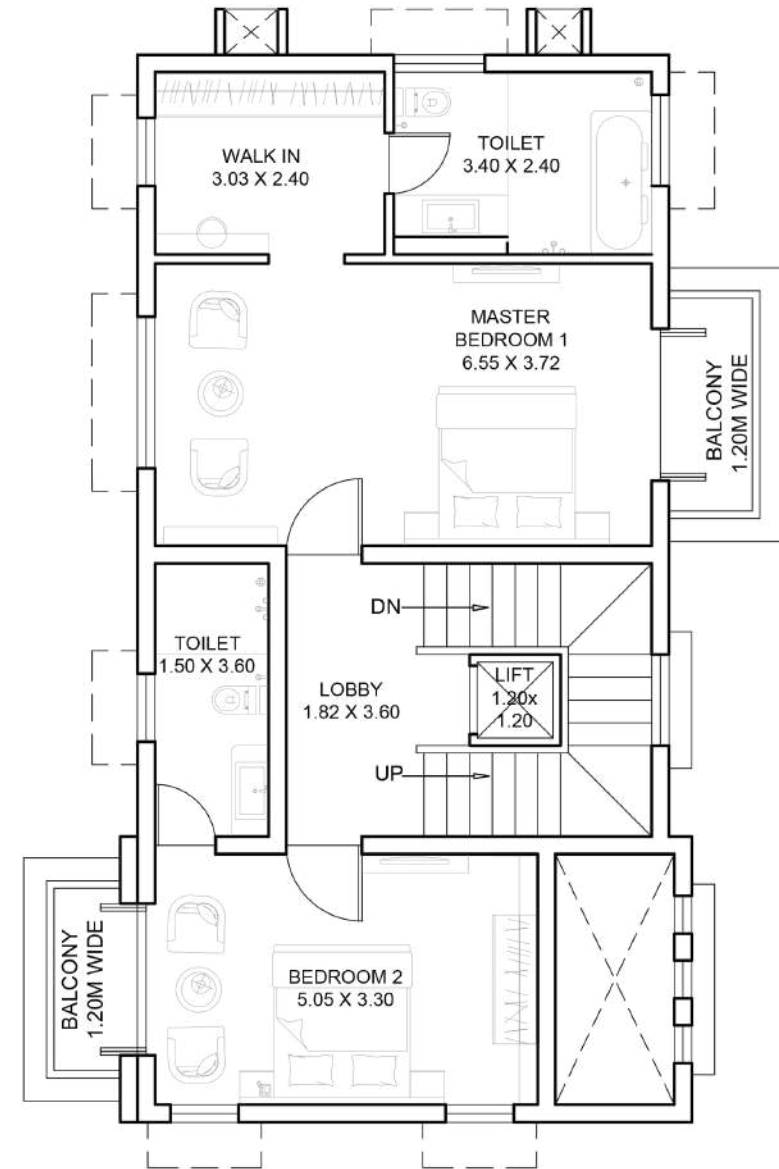 WALK IN
3.03 X 2.40
TOILET
3.40 X 2.40
MASTER
BEDROOM 1
6.55 X 3.72
BALCONY
1.20M WIDE
DN
TOILET
1.50 X 3.60
LOBBY
1.82 X 3.60
LIFT
1.20x
1.20
UP
BALCONY
1.20M WIDE
BEDROOM 2
5.05 X 3.30